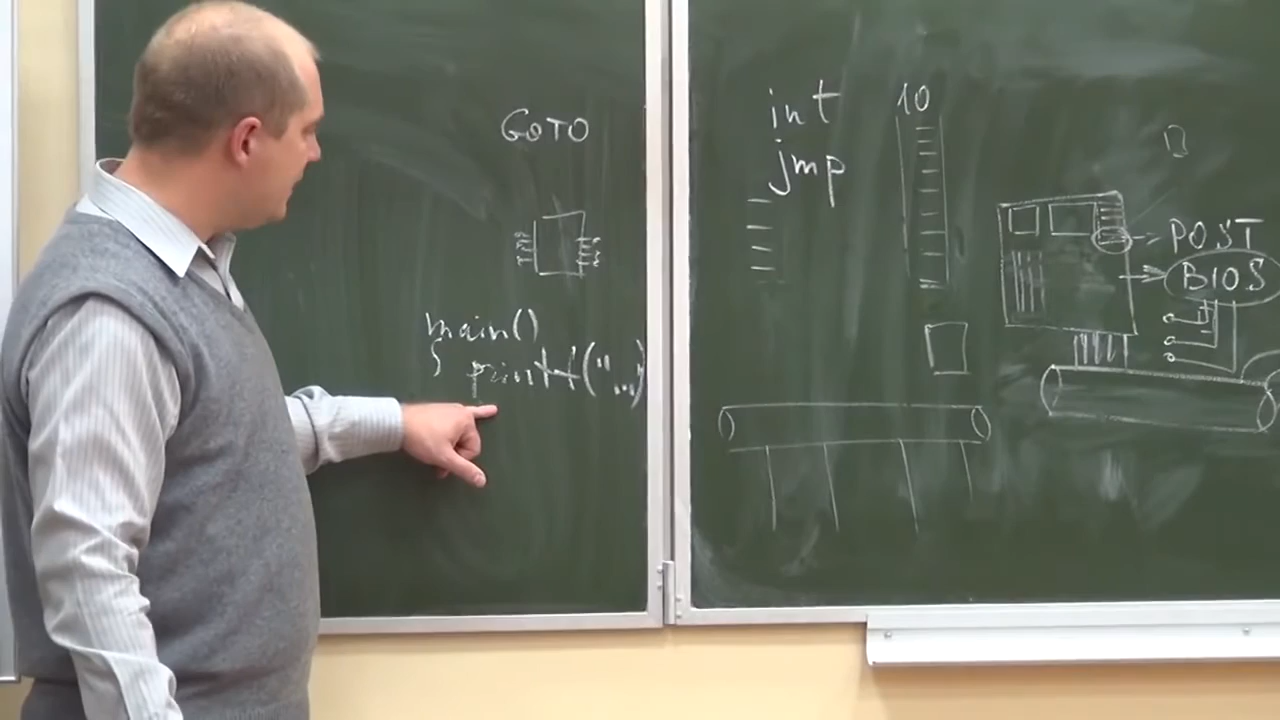 GOTO
main()
{ printf("...)
int
jmp
10
POST
BIOS